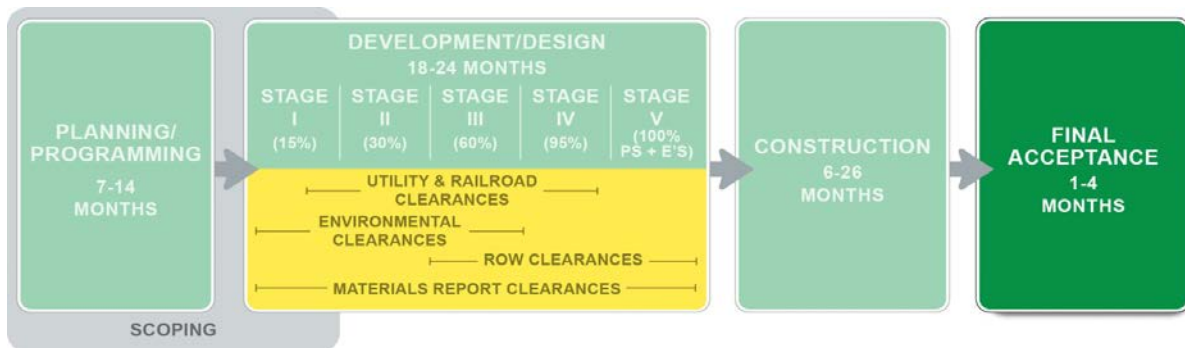 PLANNING/
PROGRAMMING
7-14
MONTHS
SCOPING
DEVELOPMENT/DESIGN
18-24 MONTHS
STAGE
I
(15%)
STAGE
II
(30%)
STAGE
III
(60%)
STAGE
IV
(95%)
STAGE
V
(100%
PS + E'S)
UTILITY & RAILROAD
CLEARANCES
ENVIRONMENTAL
CLEARANCES
ROW CLEARANCES
MATERIALS REPORT CLEARANCES
CONSTRUCTION
6-26
MONTHS
FINAL
ACCEPTANCE
1-4
MONTHS